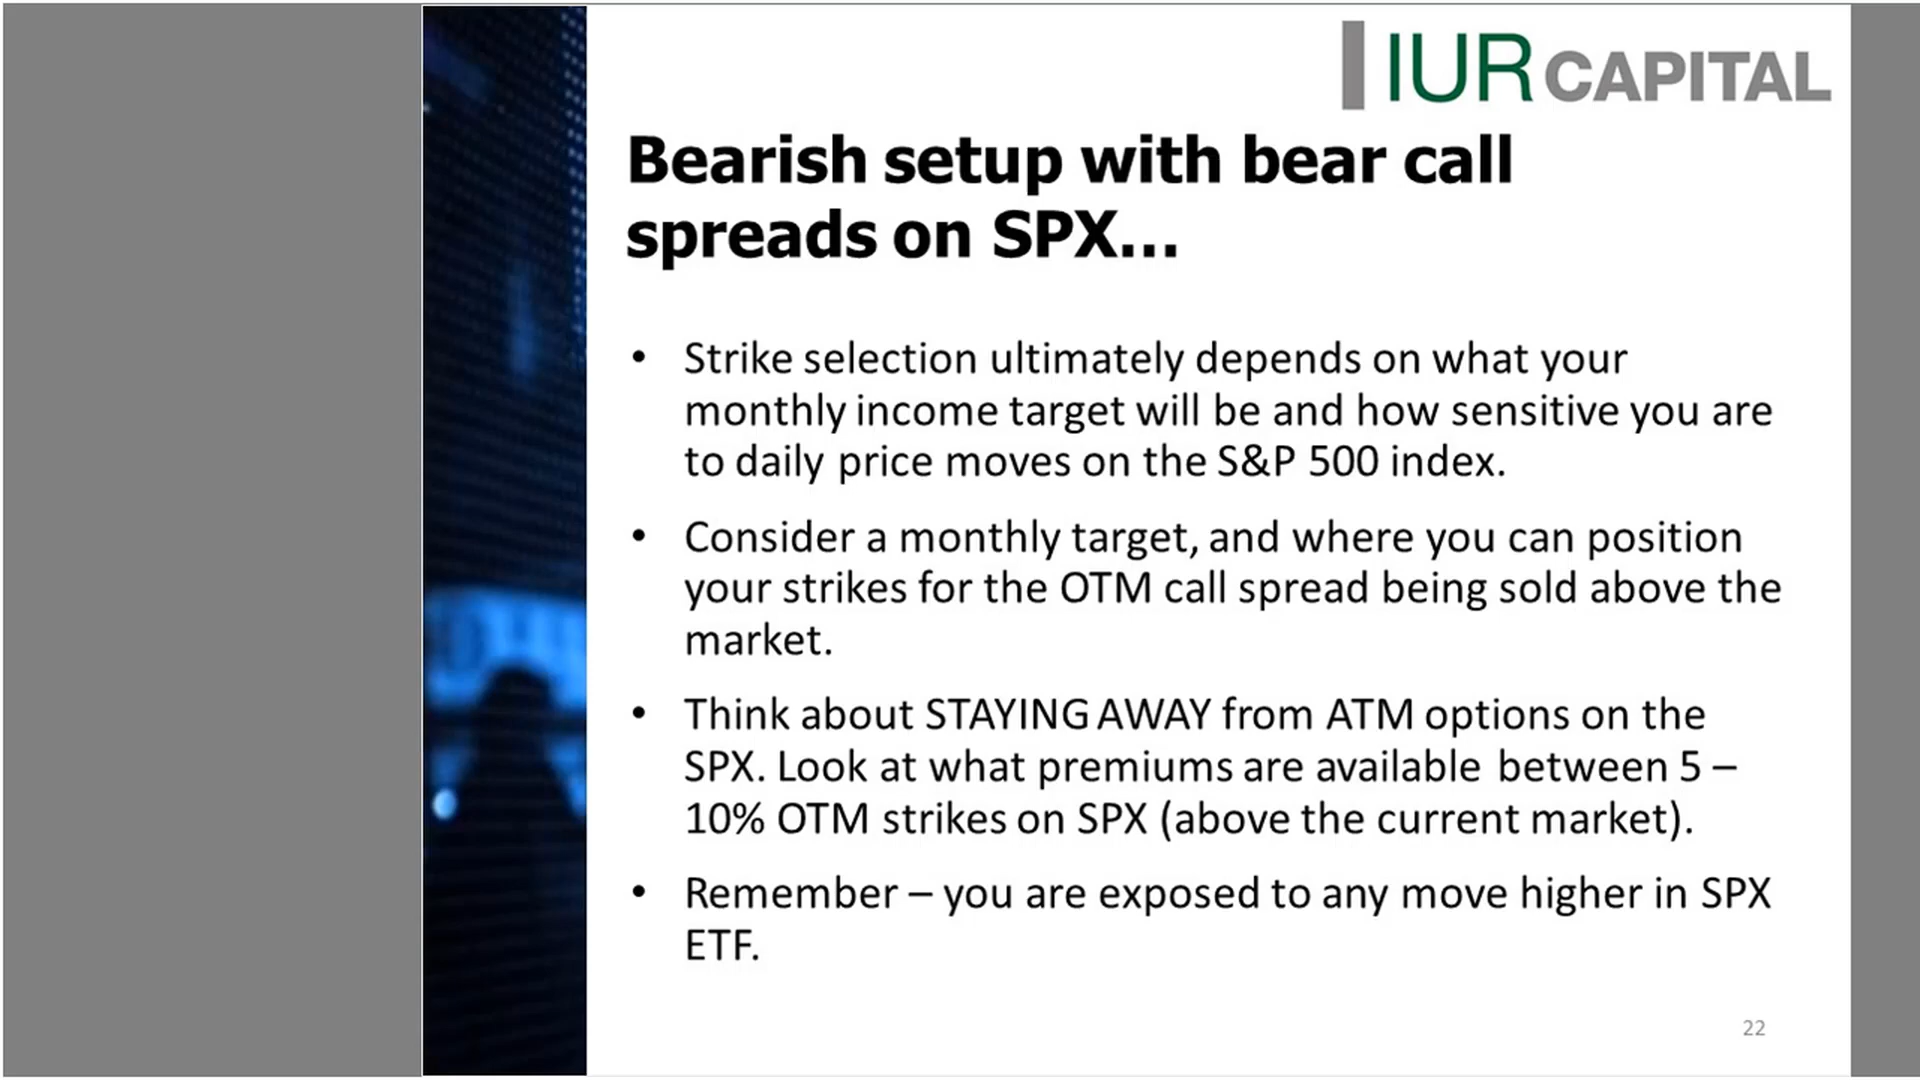 IUR CAPITAL
Bearish setup with bear call
spreads on SPX...
• Strike selection ultimately depends on what your
monthly income target will be and how sensitive you are
to daily price moves on the S&P 500 index.
• Consider a monthly target, and where you can position
your strikes for the OTM call spread being sold above the
market.
• Think about STAYING AWAY from ATM options on the
SPX. Look at what premiums are available between 5 –
10% OTM strikes on SPX (above the current market).
• Remember – you are exposed to any move higher in SPX
ETF.
22